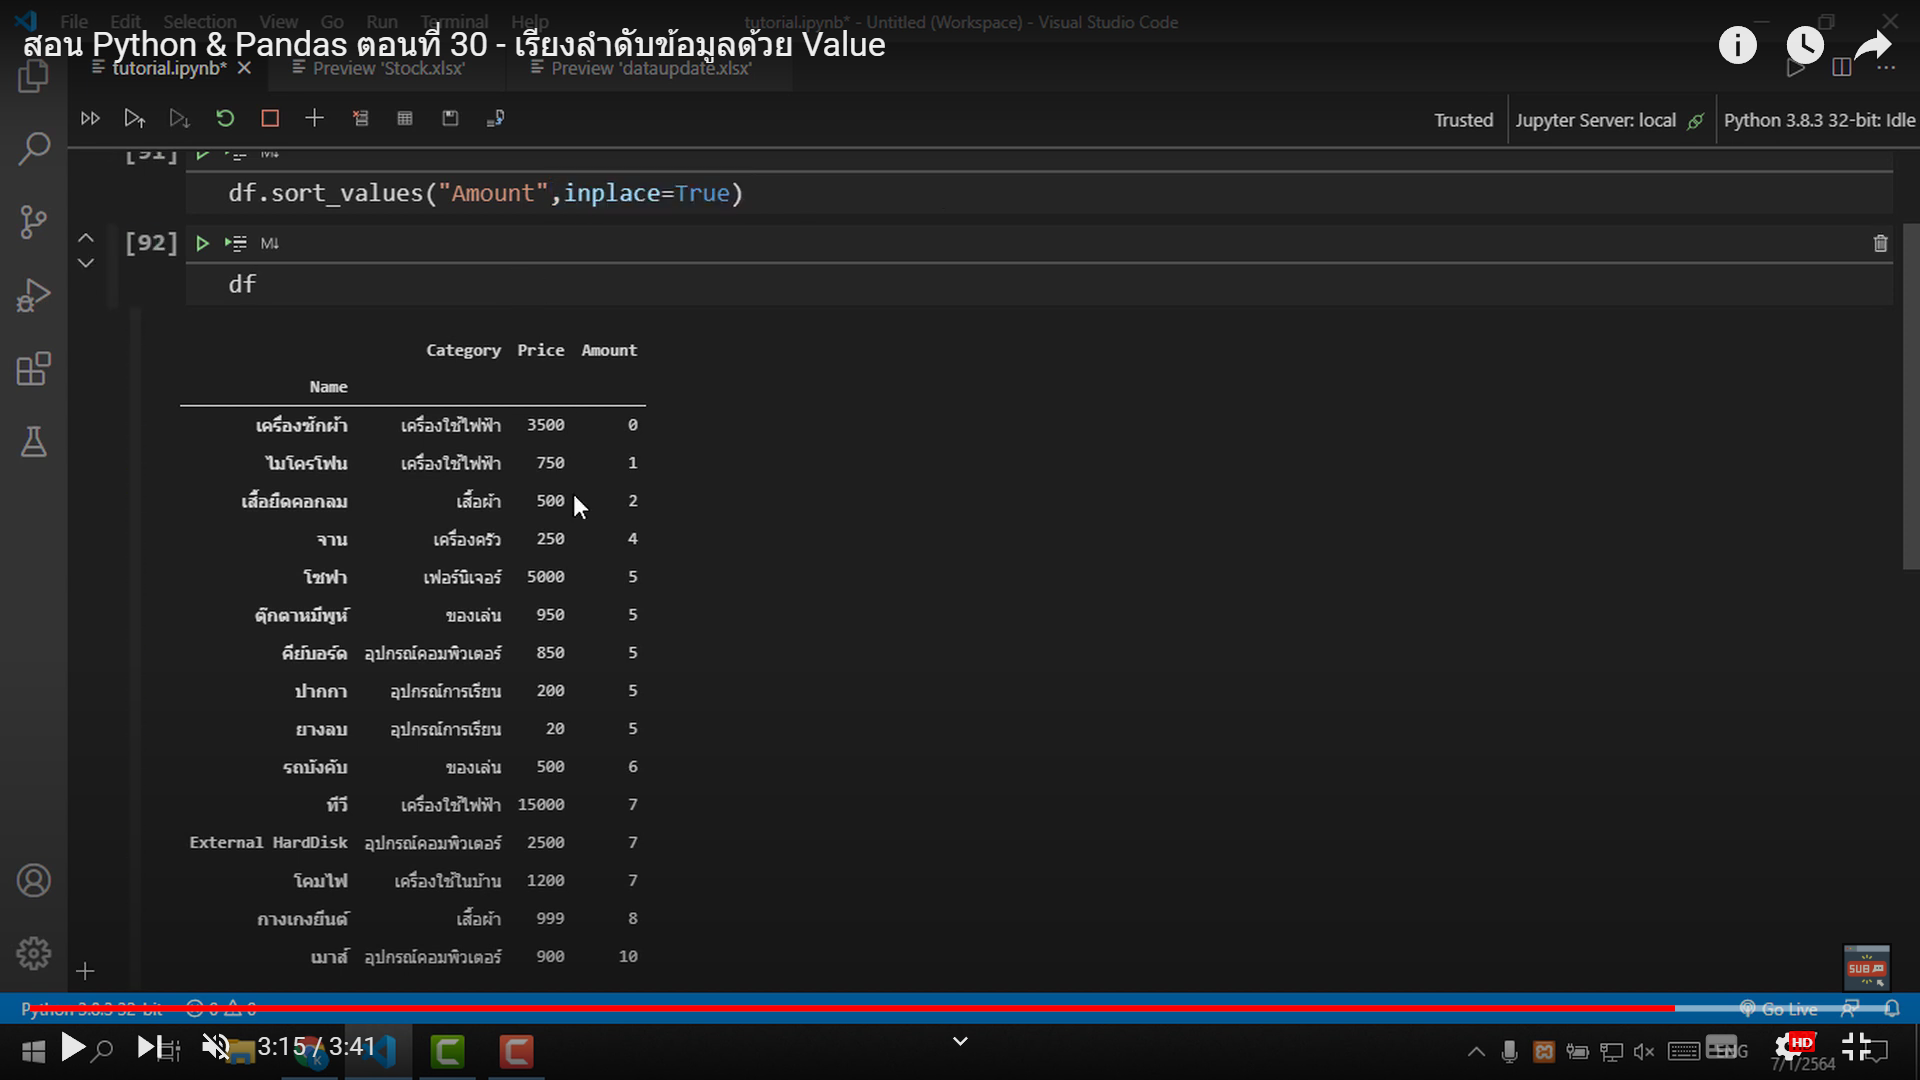 File Edit Selection View Go Run Terminal Help
tutorial.ipynb* - Untitled (Workspace) - Visual Studio Code
สอน Python & Pandas ตอนที่ 30 - เรียงลำดับข้อมูลด้วย Value
tutorial.ipynb* Preview 'Stock.xlsx' Preview 'dataupdate.xlsx'
Trusted Jupyter Server: local Python 3.8.3 32-bit: Idle
[91] M↓
df.sort_values("Amount",inplace=True)
[92] M↓
df
Category Price Amount
Name
เครื่องซักผ้า เครื่องใช้ไฟฟ้า 3500 0
ไมโครโฟน เครื่องใช้ไฟฟ้า 750 1
เสื้อยืดคอกลม เสื้อผ้า 500 2
จาน เครื่องครัว 250 4
โซฟา เฟอร์นิเจอร์ 5000 5
ตุ๊กตาหมีพูห์ ของเล่น 950 5
คีย์บอร์ด อุปกรณ์คอมพิวเตอร์ 850 5
ปากกา อุปกรณ์การเรียน 200 5
ยางลบ อุปกรณ์การเรียน 20 5
รถบังคับ ของเล่น 500 6
ทีวี เครื่องใช้ไฟฟ้า 15000 7
External HardDisk อุปกรณ์คอมพิวเตอร์ 2500 7
โคมไฟ เครื่องใช้ในบ้าน 1200 7
กางเกงยีนต์ เสื้อผ้า 999 8
เมาส์ อุปกรณ์คอมพิวเตอร์ 900 10
SUB
Python 3.8.3 32-bit 0 0 Go Live
3:15 / 3:41
ENG
HD
7/1/2564